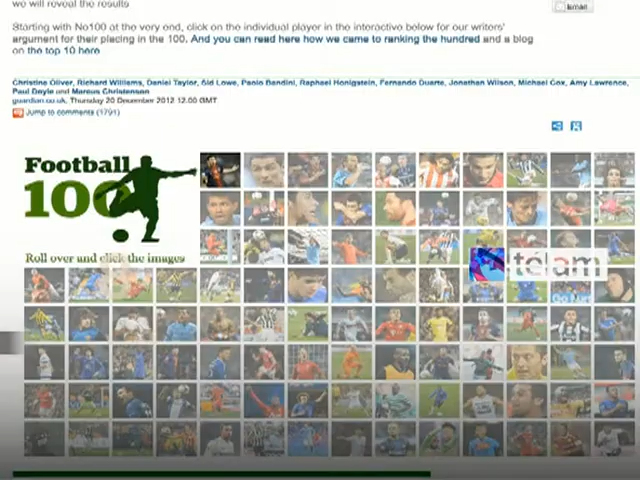 we will reveal the results
Email
Starting with No100 at the very end, click on the individual player in the interactive below for our writers'
argument for their placing in the 100. And you can read here how we came to ranking the hundred and a blog
on the top 10 here
Christine Oliver, Richard Williams, Daniel Taylor, Sid Lowe, Paolo Bandini, Raphael Honigstein, Fernando Duarte, Jonathan Wilson, Michael Cox, Amy Lawrence,
Paul Doyle and Marcus Christenson
guardian.co.uk, Thursday 20 December 2012 12.00 GMT
Jump to comments (1791)
Football
100
Roll over and click the images
télam